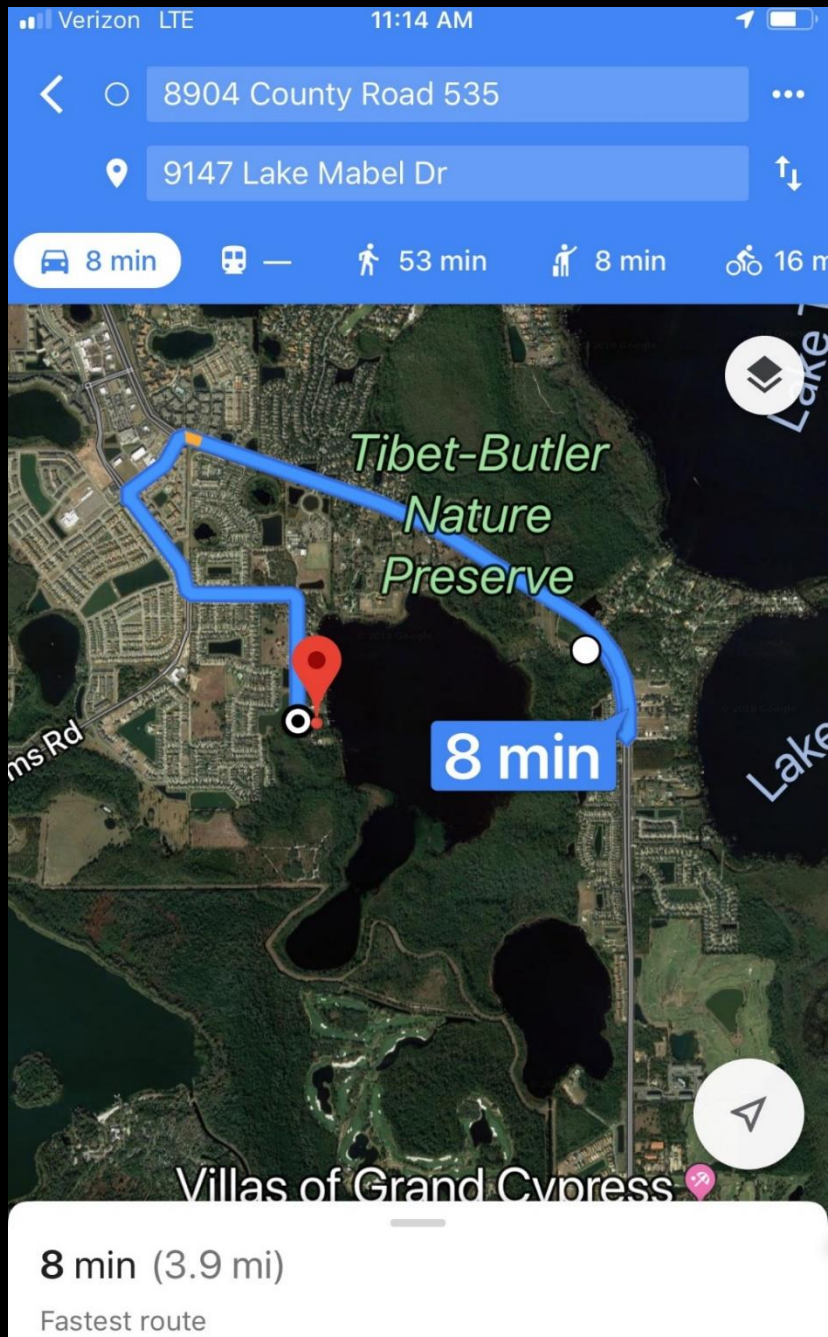 Verizon LTE 11:14 AM
8904 County Road 535
9147 Lake Mabel Dr
8 min — 53 min 8 min 16 m
Lake T
Tibet-Butler
Nature
Preserve
ms Rd
8 min
Lake
Villas of Grand Cypress
8 min (3.9 mi)
Fastest route